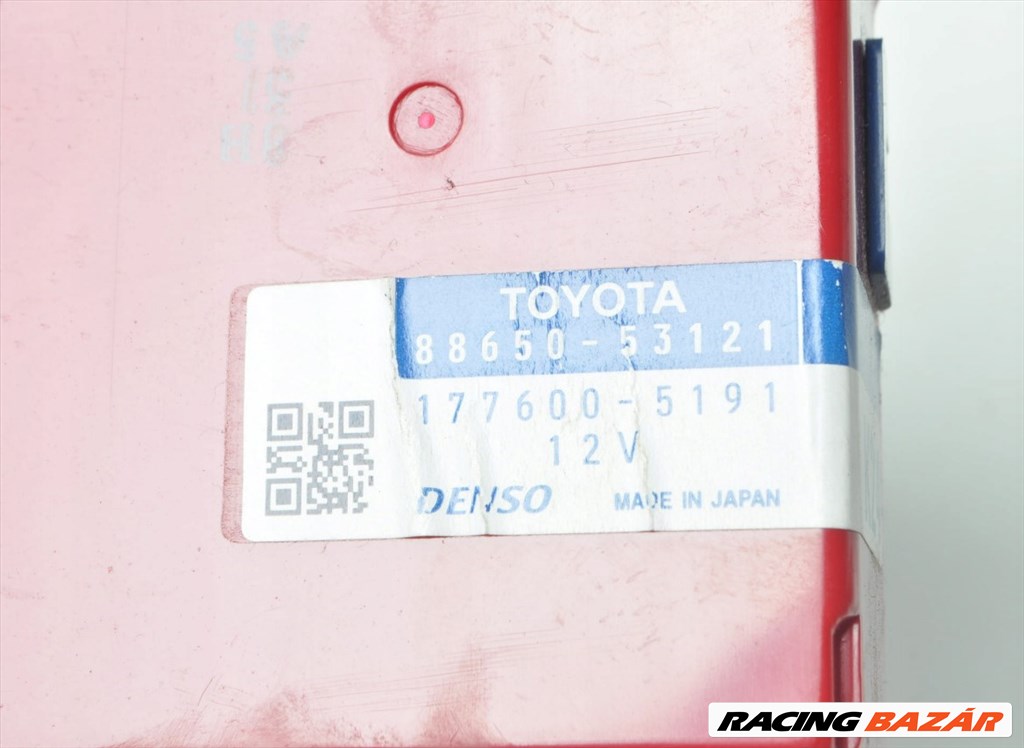 TOYOTA
88650-53121
177600-5191
12V
DENSO MADE IN JAPAN
RACING BAZÁR